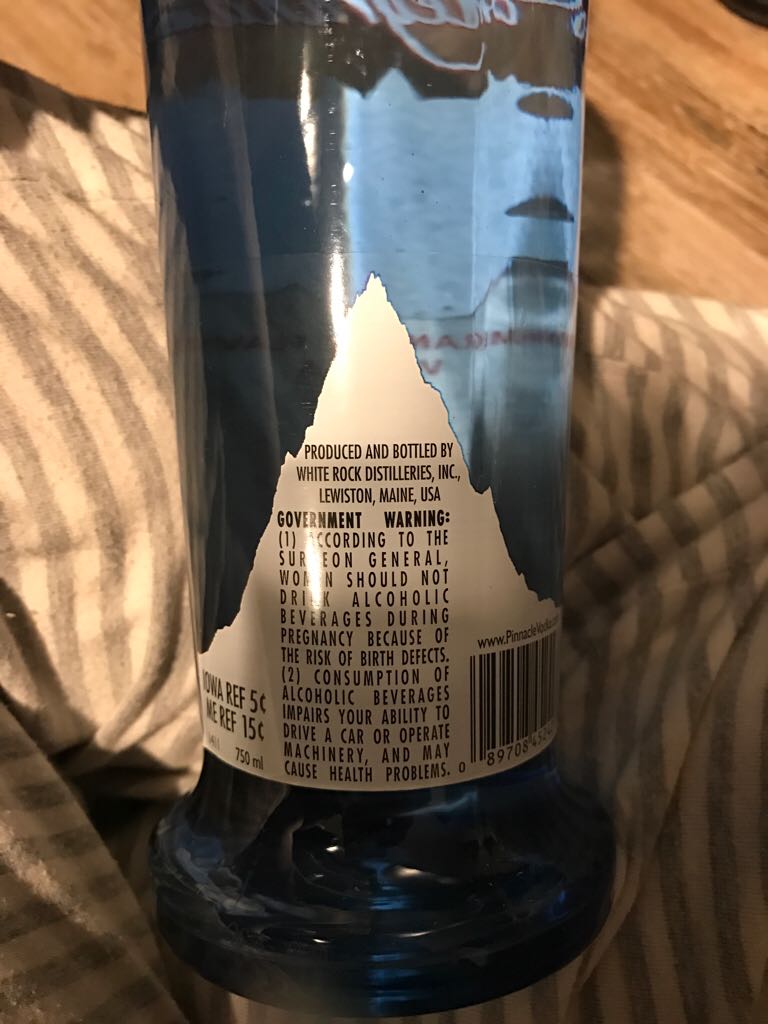 PRODUCED AND BOTTLED BY
WHITE ROCK DISTILLERIES, INC.,
LEWISTON, MAINE, USA
GOVERNMENT WARNING:
(1) ACCORDING TO THE
SURGEON GENERAL,
WOMEN SHOULD NOT
DRINK ALCOHOLIC
BEVERAGES DURING
PREGNANCY BECAUSE OF
THE RISK OF BIRTH DEFECTS.
(2) CONSUMPTION OF
ALCOHOLIC BEVERAGES
IMPAIRS YOUR ABILITY TO
DRIVE A CAR OR OPERATE
MACHINERY, AND MAY
CAUSE HEALTH PROBLEMS.
IOWA REF 5¢
ME REF 15¢
750 ml
www.PinnacleVodka.com
0 89708